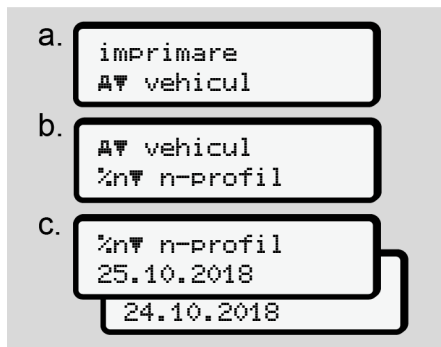 a.
imprimare
A▼ vehicul
b.
A▼ vehicul
%n▼ n-profil
c.
%n▼ n-profil
25.10.2018
24.10.2018